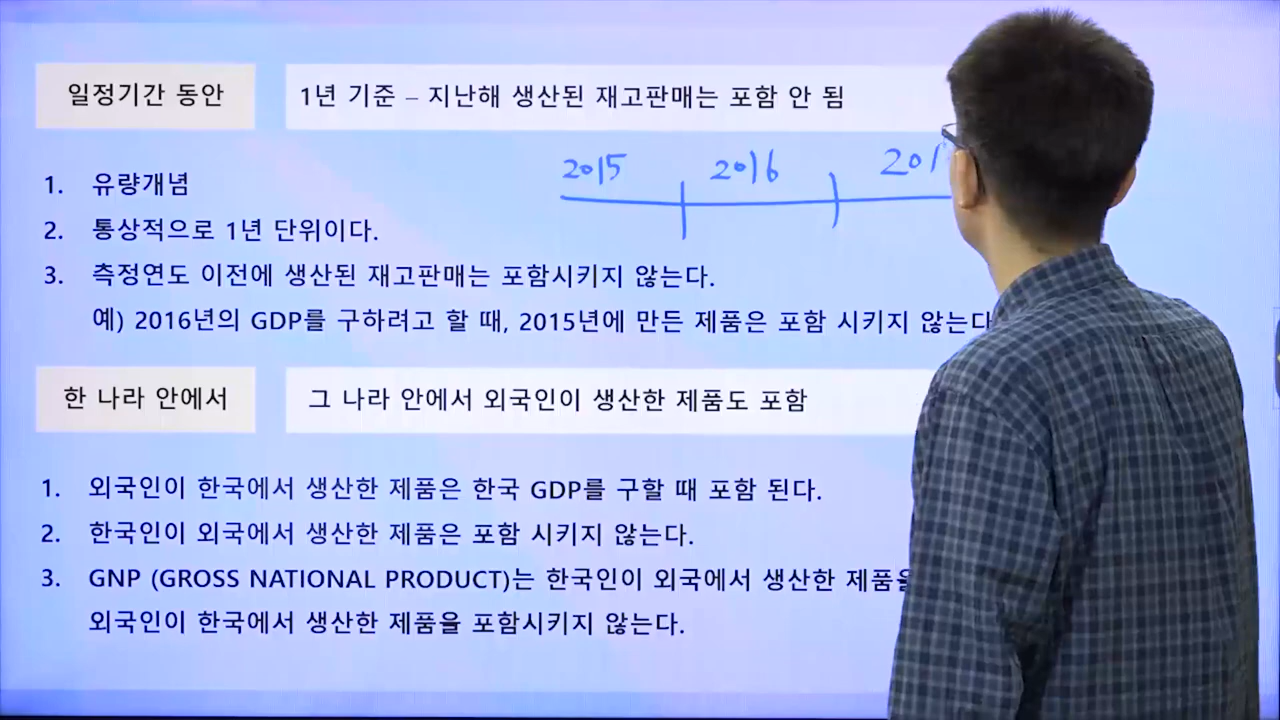 일정기간 동안
1년 기준 – 지난해 생산된 재고판매는 포함 안 됨
2015 2016 201
1. 유량개념
2. 통상적으로 1년 단위이다.
3. 측정연도 이전에 생산된 재고판매는 포함시키지 않는다.
예) 2016년의 GDP를 구하려고 할 때, 2015년에 만든 제품은 포함 시키지 않는다
한 나라 안에서
그 나라 안에서 외국인이 생산한 제품도 포함
1. 외국인이 한국에서 생산한 제품은 한국 GDP를 구할 때 포함 된다.
2. 한국인이 외국에서 생산한 제품은 포함 시키지 않는다.
3. GNP (GROSS NATIONAL PRODUCT)는 한국인이 외국에서 생산한 제품을
외국인이 한국에서 생산한 제품을 포함시키지 않는다.